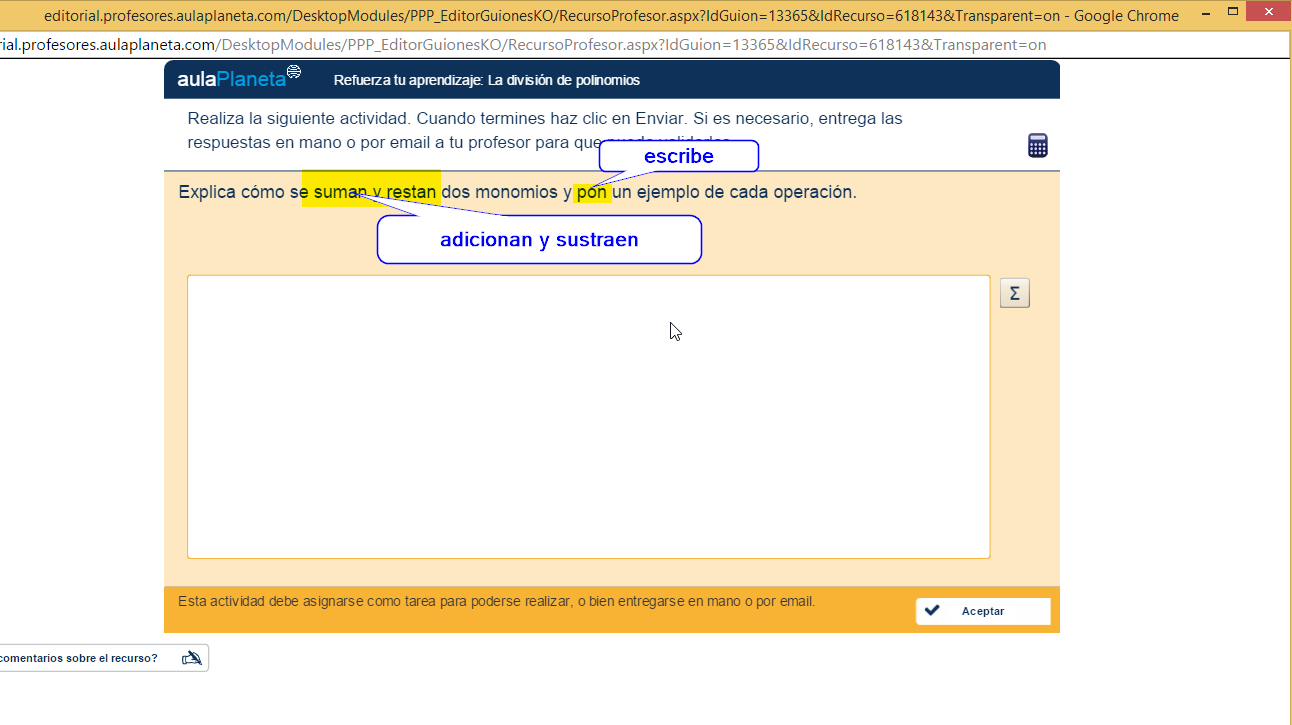 editorial.profesores.aulaplaneta.com/DesktopModules/PPP_EditorGuionesKO/RecursoProfesor.aspx?IdGuion=13365&IdRecurso=618143&Transparent=on - Google Chrome
rial.profesores.aulaplaneta.com/DesktopModules/PPP_EditorGuionesKO/RecursoProfesor.aspx?IdGuion=13365&IdRecurso=618143&Transparent=on
aulaPlaneta Refuerza tu aprendizaje: La división de polinomios
Realiza la siguiente actividad. Cuando termines haz clic en Enviar. Si es necesario, entrega las
respuestas en mano o por email a tu profesor para que
escribe
Explica cómo se suman y restan dos monomios y pon un ejemplo de cada operación.
adicionan y sustraen
Σ
Esta actividad debe asignarse como tarea para poderse realizar, o bien entregarse en mano o por email.
Aceptar
comentarios sobre el recurso?